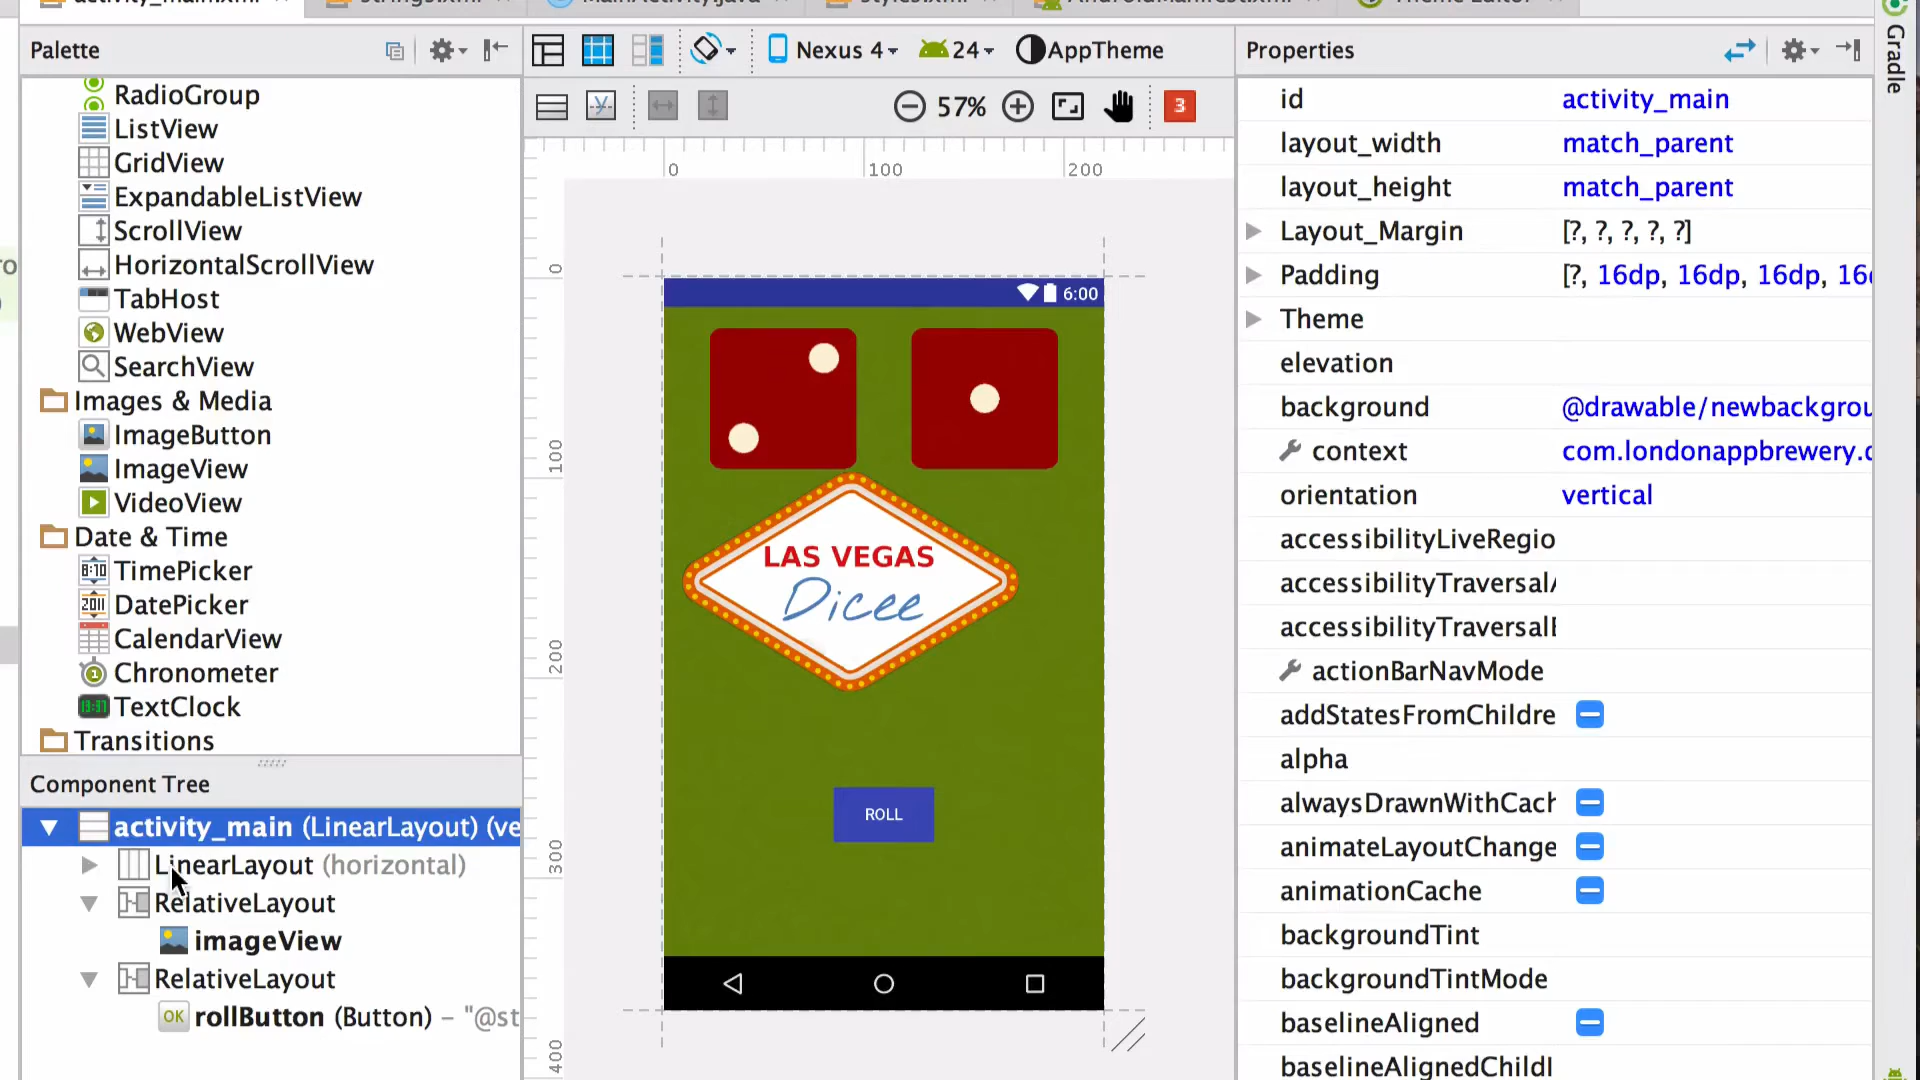 Palette
RadioGroup
ListView
GridView
ExpandableListView
ScrollView
HorizontalScrollView
TabHost
WebView
SearchView
Images & Media
ImageButton
ImageView
VideoView
Date & Time
TimePicker
DatePicker
CalendarView
Chronometer
TextClock
Transitions
Component Tree
activity_main (LinearLayout) (ve
LinearLayout (horizontal)
RelativeLayout
imageView
RelativeLayout
OK rollButton (Button) – "@st
Nexus 4 24 AppTheme
57% 3
0 100 200
0
100
200
300
400
6:00
LAS VEGAS
Dicee
ROLL
Properties
id activity_main
layout_width match_parent
layout_height match_parent
Layout_Margin [?, ?, ?, ?, ?]
Padding [?, 16dp, 16dp, 16dp, 16
Theme
elevation
background @drawable/newbackgrou
context com.londonappbrewery.
orientation vertical
accessibilityLiveRegio
accessibilityTraversal
accessibilityTraversal
actionBarNavMode
addStatesFromChildre
alpha
alwaysDrawnWithCach
animateLayoutChange
animationCache
backgroundTint
backgroundTintMode
baselineAligned
baselineAlignedChildI
Gradle